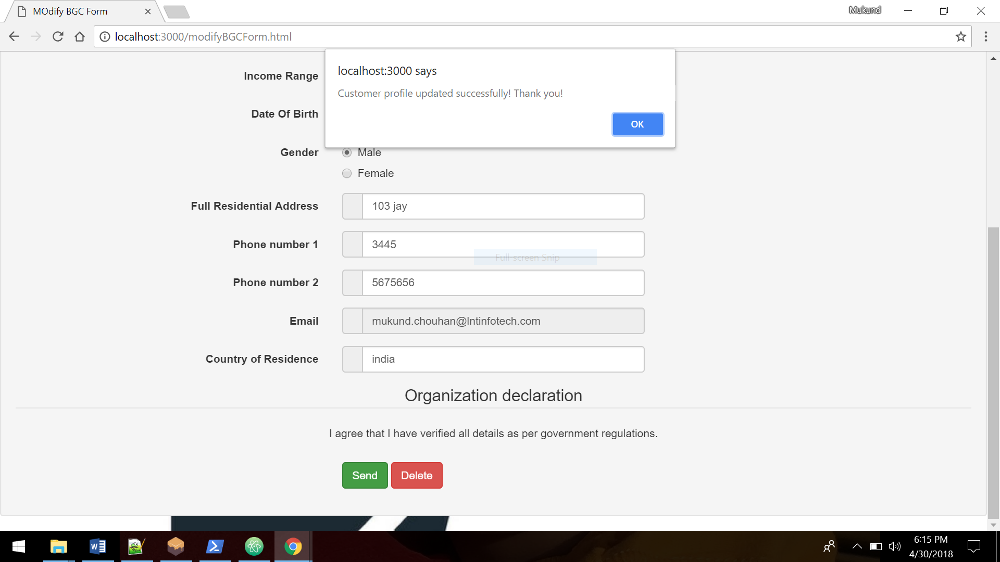 MOdify BGC Form
Mukund
localhost:3000/modifyBGCForm.html
localhost:3000 says
Customer profile updated successfully! Thank you!
OK
Income Range
Date Of Birth
Gender
Male
Female
Full Residential Address
103 jay
Phone number 1
3445
Full-screen Snip
Phone number 2
5675656
Email
mukund.chouhan@lntinfotech.com
Country of Residence
india
Organization declaration
I agree that I have verified all details as per government regulations.
Send Delete
6:15 PM
4/30/2018